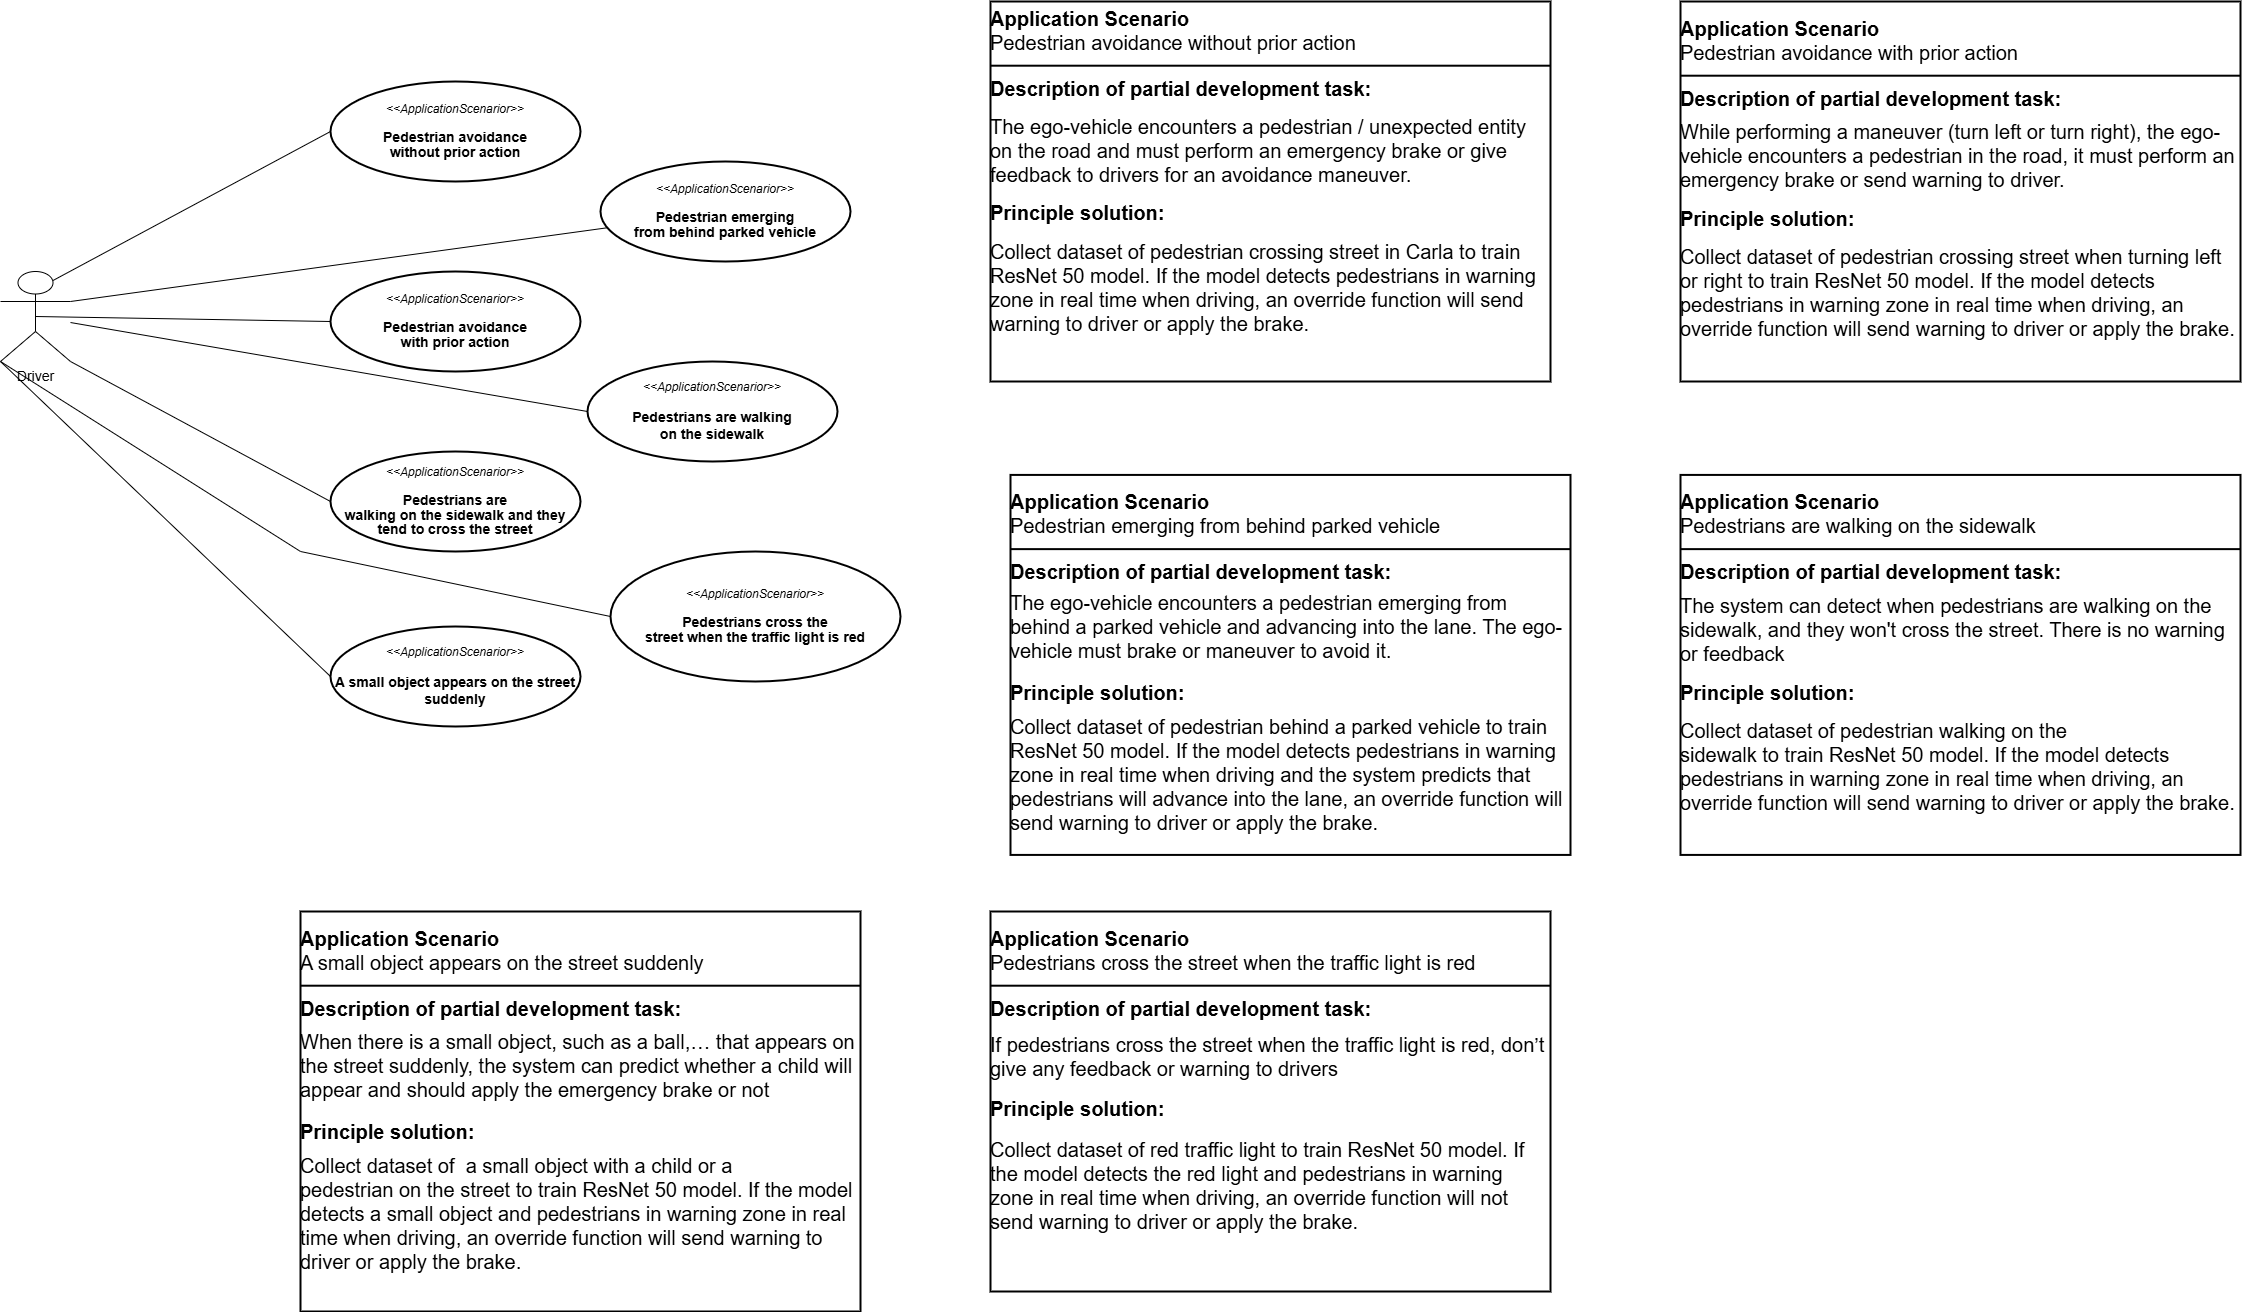 <<ApplicationScenarior>>
Pedestrian avoidance
without prior action
<<ApplicationScenarior>>
Pedestrian emerging
from behind parked vehicle
<<ApplicationScenarior>>
Pedestrian avoidance
with prior action
Driver
<<ApplicationScenarior>>
Pedestrians are walking
on the sidewalk
<<ApplicationScenarior>>
Pedestrians are
walking on the sidewalk and they
tend to cross the street
<<ApplicationScenarior>>
Pedestrians cross the
street when the traffic light is red
<<ApplicationScenarior>>
A small object appears on the street
suddenly
Application Scenario
Pedestrian avoidance without prior action
Description of partial development task:
The ego-vehicle encounters a pedestrian / unexpected entity
on the road and must perform an emergency brake or give
feedback to drivers for an avoidance maneuver.
Principle solution:
Collect dataset of pedestrian crossing street in Carla to train
ResNet 50 model. If the model detects pedestrians in warning
zone in real time when driving, an override function will send
warning to driver or apply the brake.
Application Scenario
Pedestrian avoidance with prior action
Description of partial development task:
While performing a maneuver (turn left or turn right), the ego-
vehicle encounters a pedestrian in the road, it must perform an
emergency brake or send warning to driver.
Principle solution:
Collect dataset of pedestrian crossing street when turning left
or right to train ResNet 50 model. If the model detects
pedestrians in warning zone in real time when driving, an
override function will send warning to driver or apply the brake.
Application Scenario
Pedestrian emerging from behind parked vehicle
Description of partial development task:
The ego-vehicle encounters a pedestrian emerging from
behind a parked vehicle and advancing into the lane. The ego-
vehicle must brake or maneuver to avoid it.
Principle solution:
Collect dataset of pedestrian behind a parked vehicle to train
ResNet 50 model. If the model detects pedestrians in warning
zone in real time when driving and the system predicts that
pedestrians will advance into the lane, an override function will
send warning to driver or apply the brake.
Application Scenario
Pedestrians are walking on the sidewalk
Description of partial development task:
The system can detect when pedestrians are walking on the
sidewalk, and they won't cross the street. There is no warning
or feedback
Principle solution:
Collect dataset of pedestrian walking on the
sidewalk to train ResNet 50 model. If the model detects
pedestrians in warning zone in real time when driving, an
override function will send warning to driver or apply the brake.
Application Scenario
A small object appears on the street suddenly
Description of partial development task:
When there is a small object, such as a ball,… that appears on
the street suddenly, the system can predict whether a child will
appear and should apply the emergency brake or not
Principle solution:
Collect dataset of  a small object with a child or a
pedestrian on the street to train ResNet 50 model. If the model
detects a small object and pedestrians in warning zone in real
time when driving, an override function will send warning to
driver or apply the brake.
Application Scenario
Pedestrians cross the street when the traffic light is red
Description of partial development task:
If pedestrians cross the street when the traffic light is red, don’t
give any feedback or warning to drivers
Principle solution:
Collect dataset of red traffic light to train ResNet 50 model. If
the model detects the red light and pedestrians in warning
zone in real time when driving, an override function will not
send warning to driver or apply the brake.